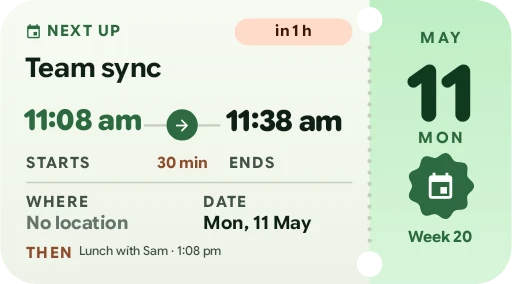 NEXT UP
in 1 h
Team sync
11:08 am
11:38 am
STARTS
30 min
ENDS
WHERE
DATE
No location
Mon, 11 May
THEN Lunch with Sam · 1:08 pm
MAY
11
MON
Week 20